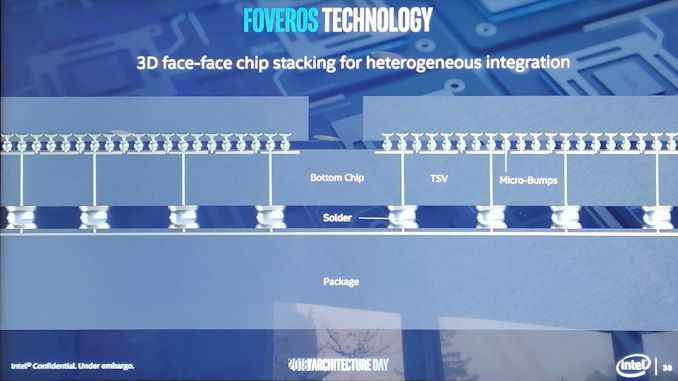 FOVEROS TECHNOLOGY
3D face-face chip stacking for heterogeneous integration
Bottom Chip
TSV
Micro-Bumps
Solder
Package
Intel® Confidential. Under embargo.
2018 ARCHITECTURE DAY
intel
38